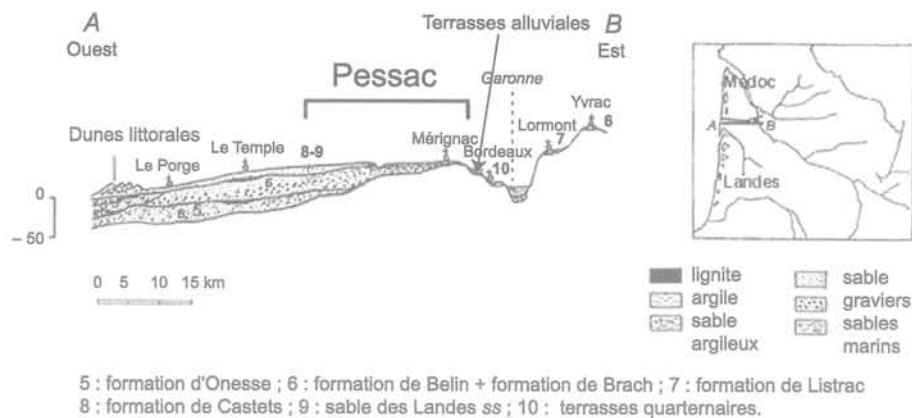 A
Ouest
Terrasses alluviales
B
Est
Pessac
Garonne
Yvrac
6
Lormont
7
Dunes littorales
Le Porge
Le Temple
8-9
Mérignac
Bordeaux
10
6
5
0
– 50
0 5 10 15 km
Médoc
A B
Landes
lignite
argile
sable
argileux
sable
graviers
sables
marins
5 : formation d'Onesse ; 6 : formation de Belin + formation de Brach ; 7 : formation de Listrac
8 : formation de Castets ; 9 : sable des Landes ss ; 10 : terrasses quarternaires.